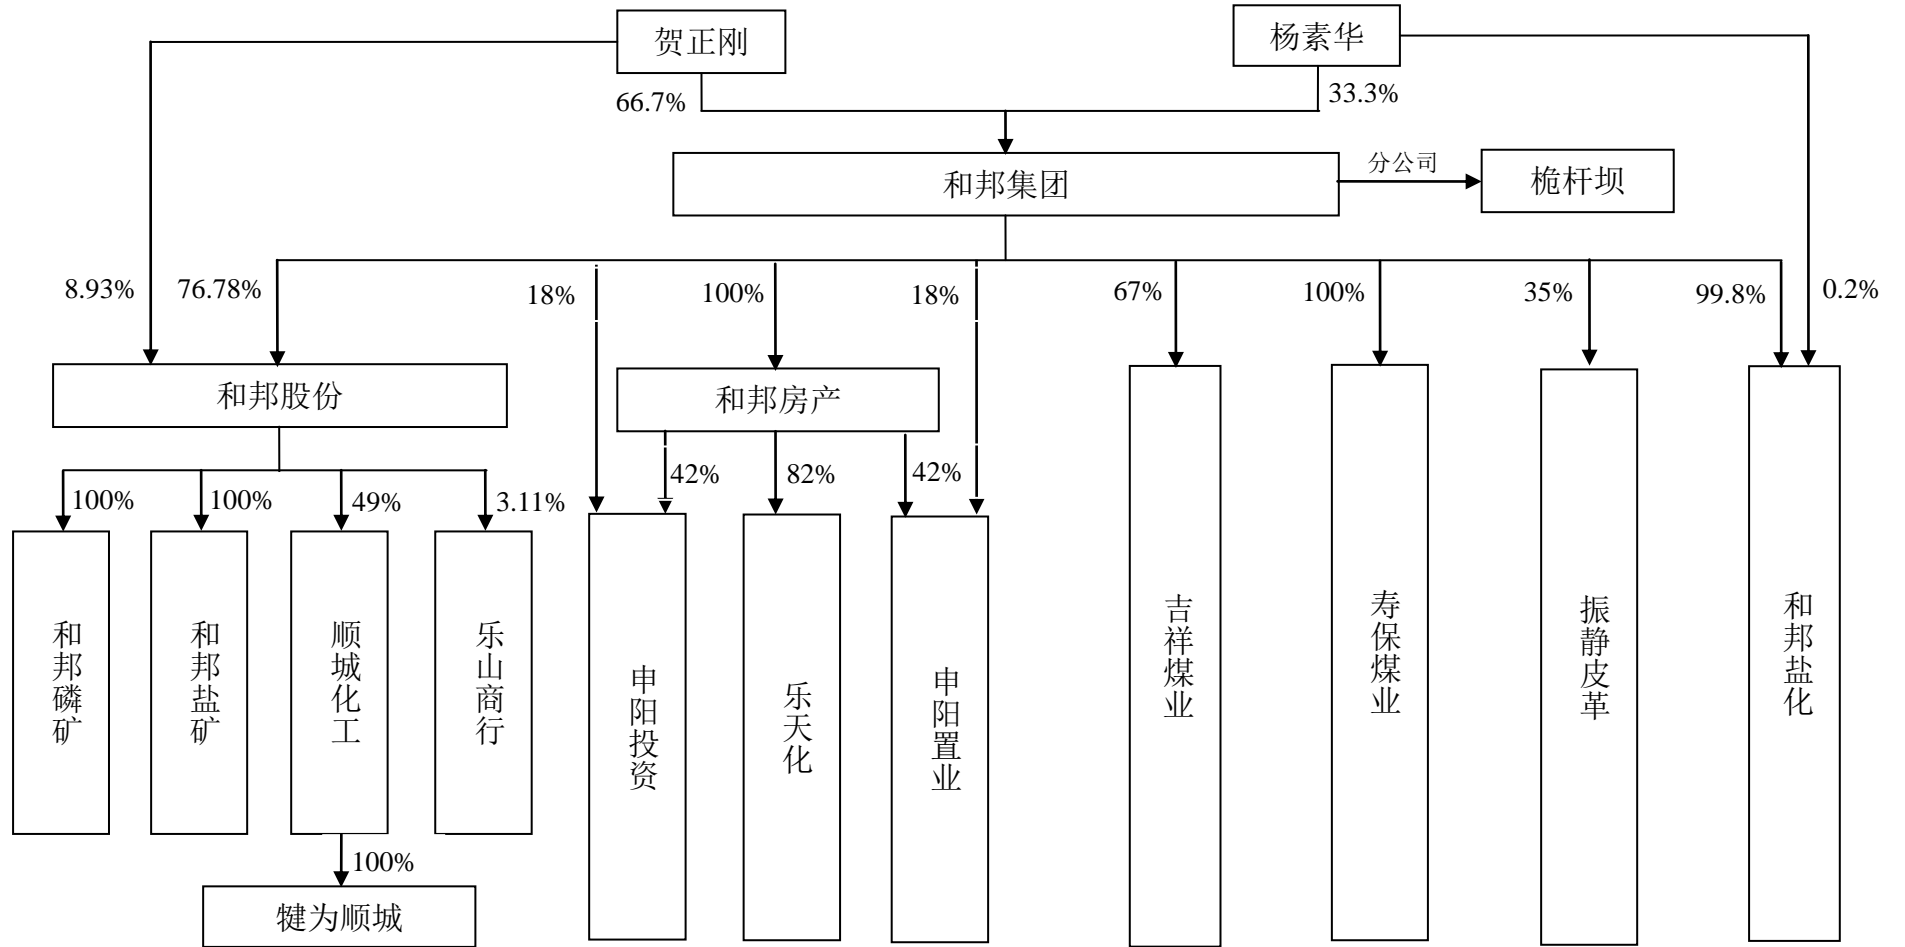 贺正刚
杨素华
66.7%
33.3%
和邦集团
分公司
桅杆坝
8.93%
76.78%
18%
100%
18%
67%
100%
35%
99.8%
0.2%
和邦股份
和邦房产
100%
100%
49%
3.11%
42%
82%
42%
和邦磷矿
和邦盐矿
顺城化工
乐山商行
申阳投资
乐天化
申阳置业
吉祥煤业
寿保煤业
振静皮革
和邦盐化
100%
犍为顺城